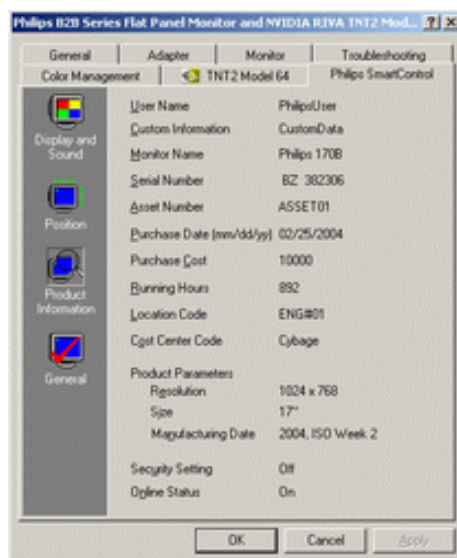 Philips B2B Series Flat Panel Monitor and NVIDIA RIVA TNT2 Mod...
General Adapter Monitor Troubleshooting
Color Management TNT2 Model 64 Philips SmartControl
Display and Sound
Position
Product Information
General
User Name PhilipsUser
Custom Information CustomData
Monitor Name Philips 170B
Serial Number BZ 382306
Asset Number ASSET01
Purchase Date (mm/dd/yy) 02/25/2004
Purchase Cost 10000
Running Hours 892
Location Code ENG#01
Cost Center Code Cybage
Product Parameters
Resolution 1024 x 768
Size 17"
Manufacturing Date 2004, ISO Week 2
Security Setting Off
Online Status On
OK Cancel Apply